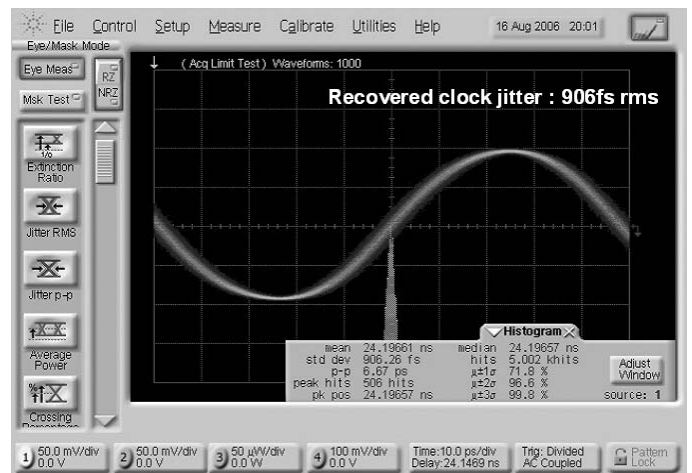 File Control Setup Measure Calibrate Utilities Help 16 Aug 2006 20:01
Eye/Mask Mode
Eye Meas
RZ
NRZ
Msk Test
( Acq Limit Test ) Waveforms: 1000
Recovered clock jitter : 906fs rms
Extinction
Ratio
Jitter RMS
Jitter p-p
Average
Power
Crossing
Percentage
Histogram
mean 24.19661 ns median 24.19657 ns
std dev 906.26 fs hits 5.002 khits
p-p 6.67 ps µ±1σ 71.8 %
peak hits 506 hits µ±2σ 96.6 %
pk pos 24.19657 ns µ±3σ 99.8 %
Adjust
Window
source: 1
1) 50.0 mV/div
0.0 V
2) 50.0 mV/div
0.0 V
3) 50 µW/div
0.0 W
4) 100 mV/div
0.0 V
Time:10.0 ps/div
Delay:24.1469 ns
Trig: Divided
AC Coupled
Pattern
Lock